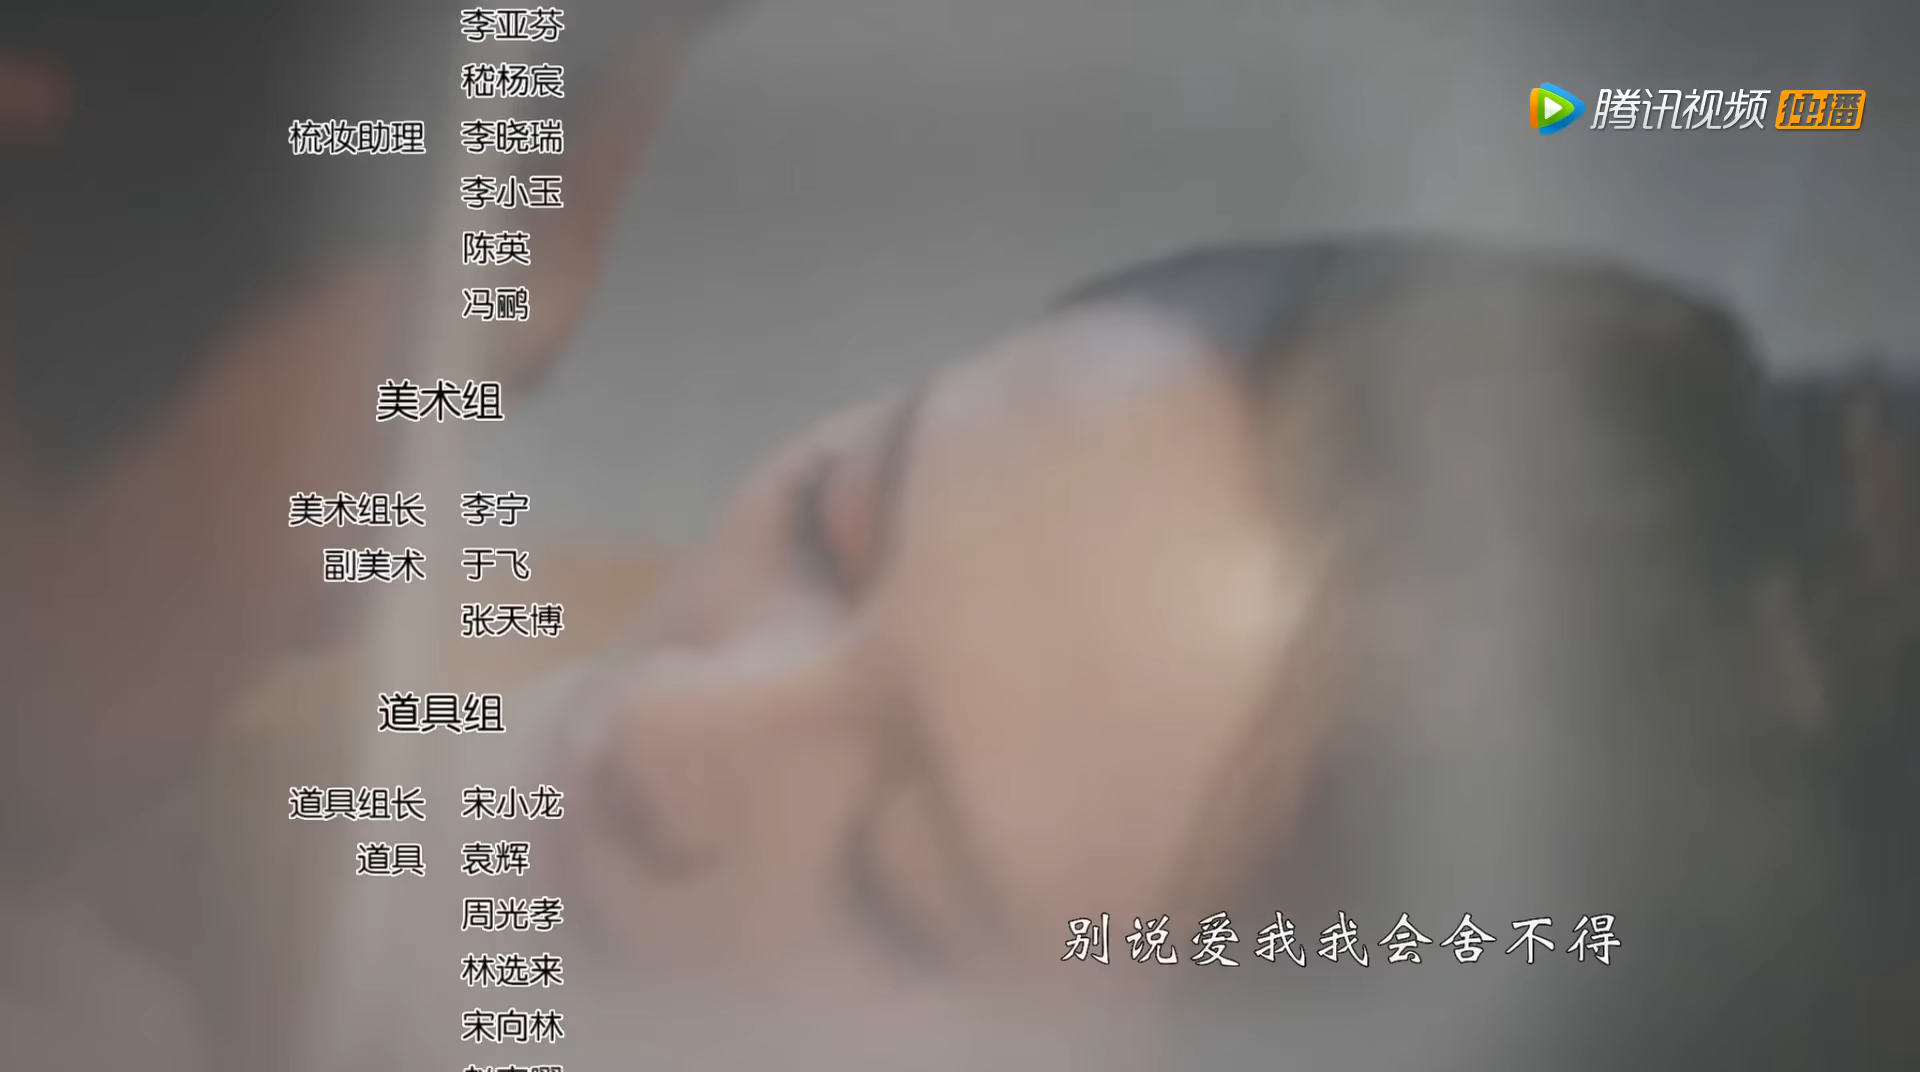 李亚芬
嵇杨宸
梳妆助理 李晓瑞
李小玉
陈英
冯鹂
美术组
美术组长 李宁
副美术 于飞
张天博
道具组
道具组长 宋小龙
道具 袁辉
周光孝
林选来
宋向林
腾讯视频 独播
别说爱我我会舍不得